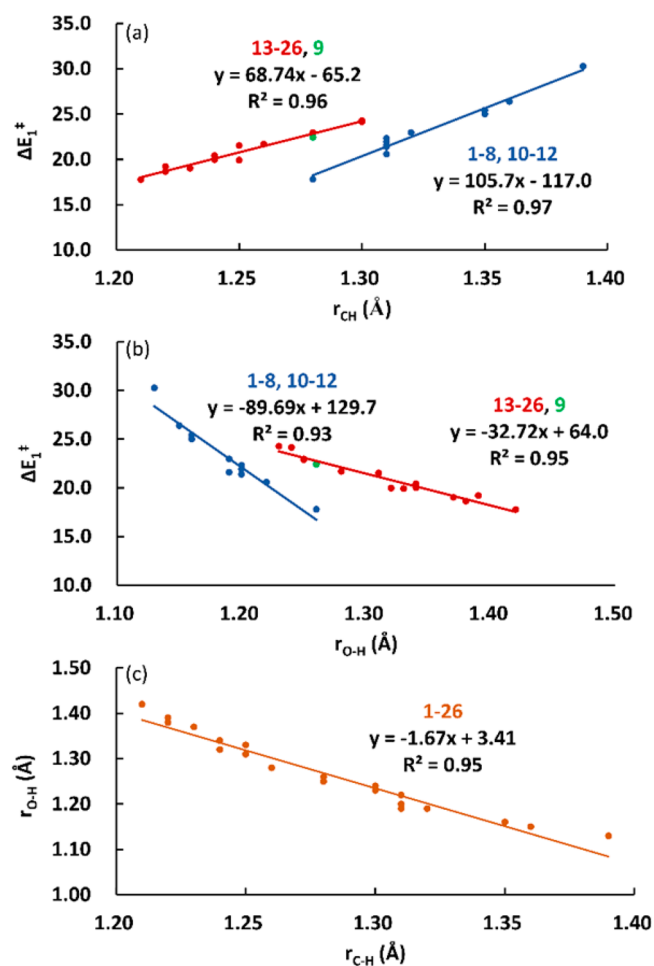 (a)
13-26, 9
y = 68.74x - 65.2
R² = 0.96
1-8, 10-12
y = 105.7x - 117.0
R² = 0.97
ΔE₁‡
35.0
30.0
25.0
20.0
15.0
10.0
1.20
1.25
1.30
1.35
1.40
r_CH (Å)
(b)
1-8, 10-12
y = -89.69x + 129.7
R² = 0.93
13-26, 9
y = -32.72x + 64.0
R² = 0.95
ΔE₁‡
35.0
30.0
25.0
20.0
15.0
10.0
1.10
1.20
1.30
1.40
1.50
r_O-H (Å)
(c)
1-26
y = -1.67x + 3.41
R² = 0.95
r_O-H (Å)
1.50
1.40
1.30
1.20
1.10
1.00
1.20
1.25
1.30
1.35
1.40
r_C-H (Å)